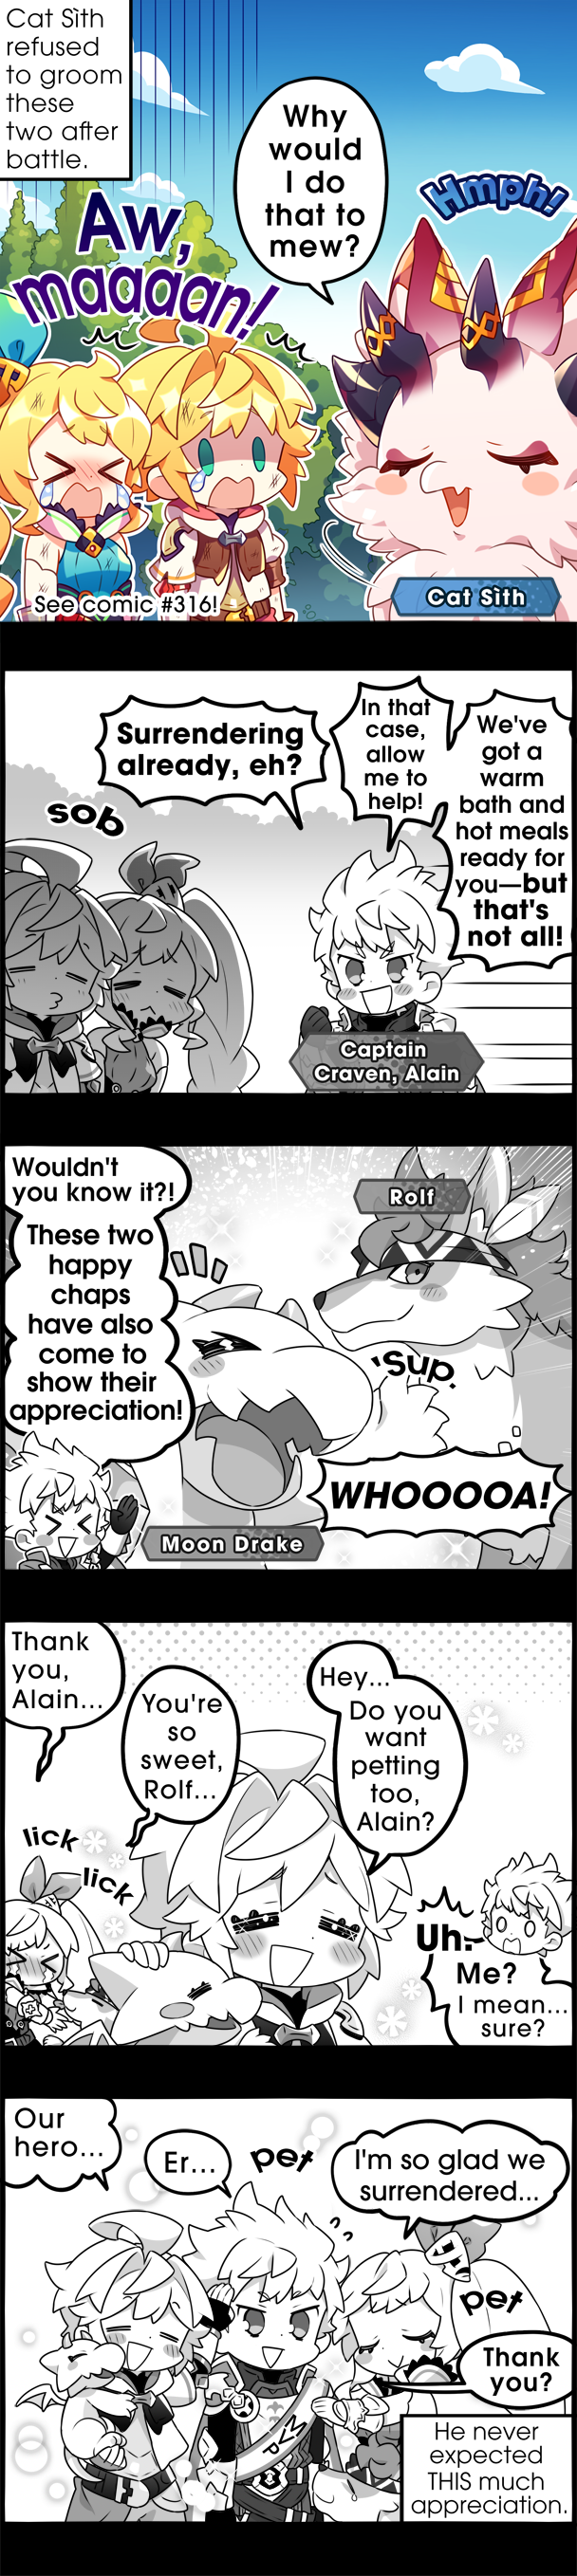 Cat Sìth
refused
to groom
these
two after
battle.
Why
would
I do
that to
mew?
Hmph!
Aw,
maaaan!
See comic #316!
Cat Sìth
Surrendering
already, eh?
In that
case,
allow
me to
help!
We've
got a
warm
bath and
hot meals
ready for
you—but
that's
not all!
sob
Captain
Craven, Alain
Wouldn't
you know it?!
These two
happy
chaps
have also
come to
show their
appreciation!
Rolf
'Sup.
WHOOOOA!
Moon Drake
Thank
you,
Alain...
You're
so
sweet,
Rolf...
Hey...
Do you
want
petting
too,
Alain?
lick
lick
Uh.
Me?
I mean...
sure?
Our
hero...
Er...
pet
I'm so glad we
surrendered...
pet
Thank
you?
MVP
He never
expected
THIS much
appreciation.